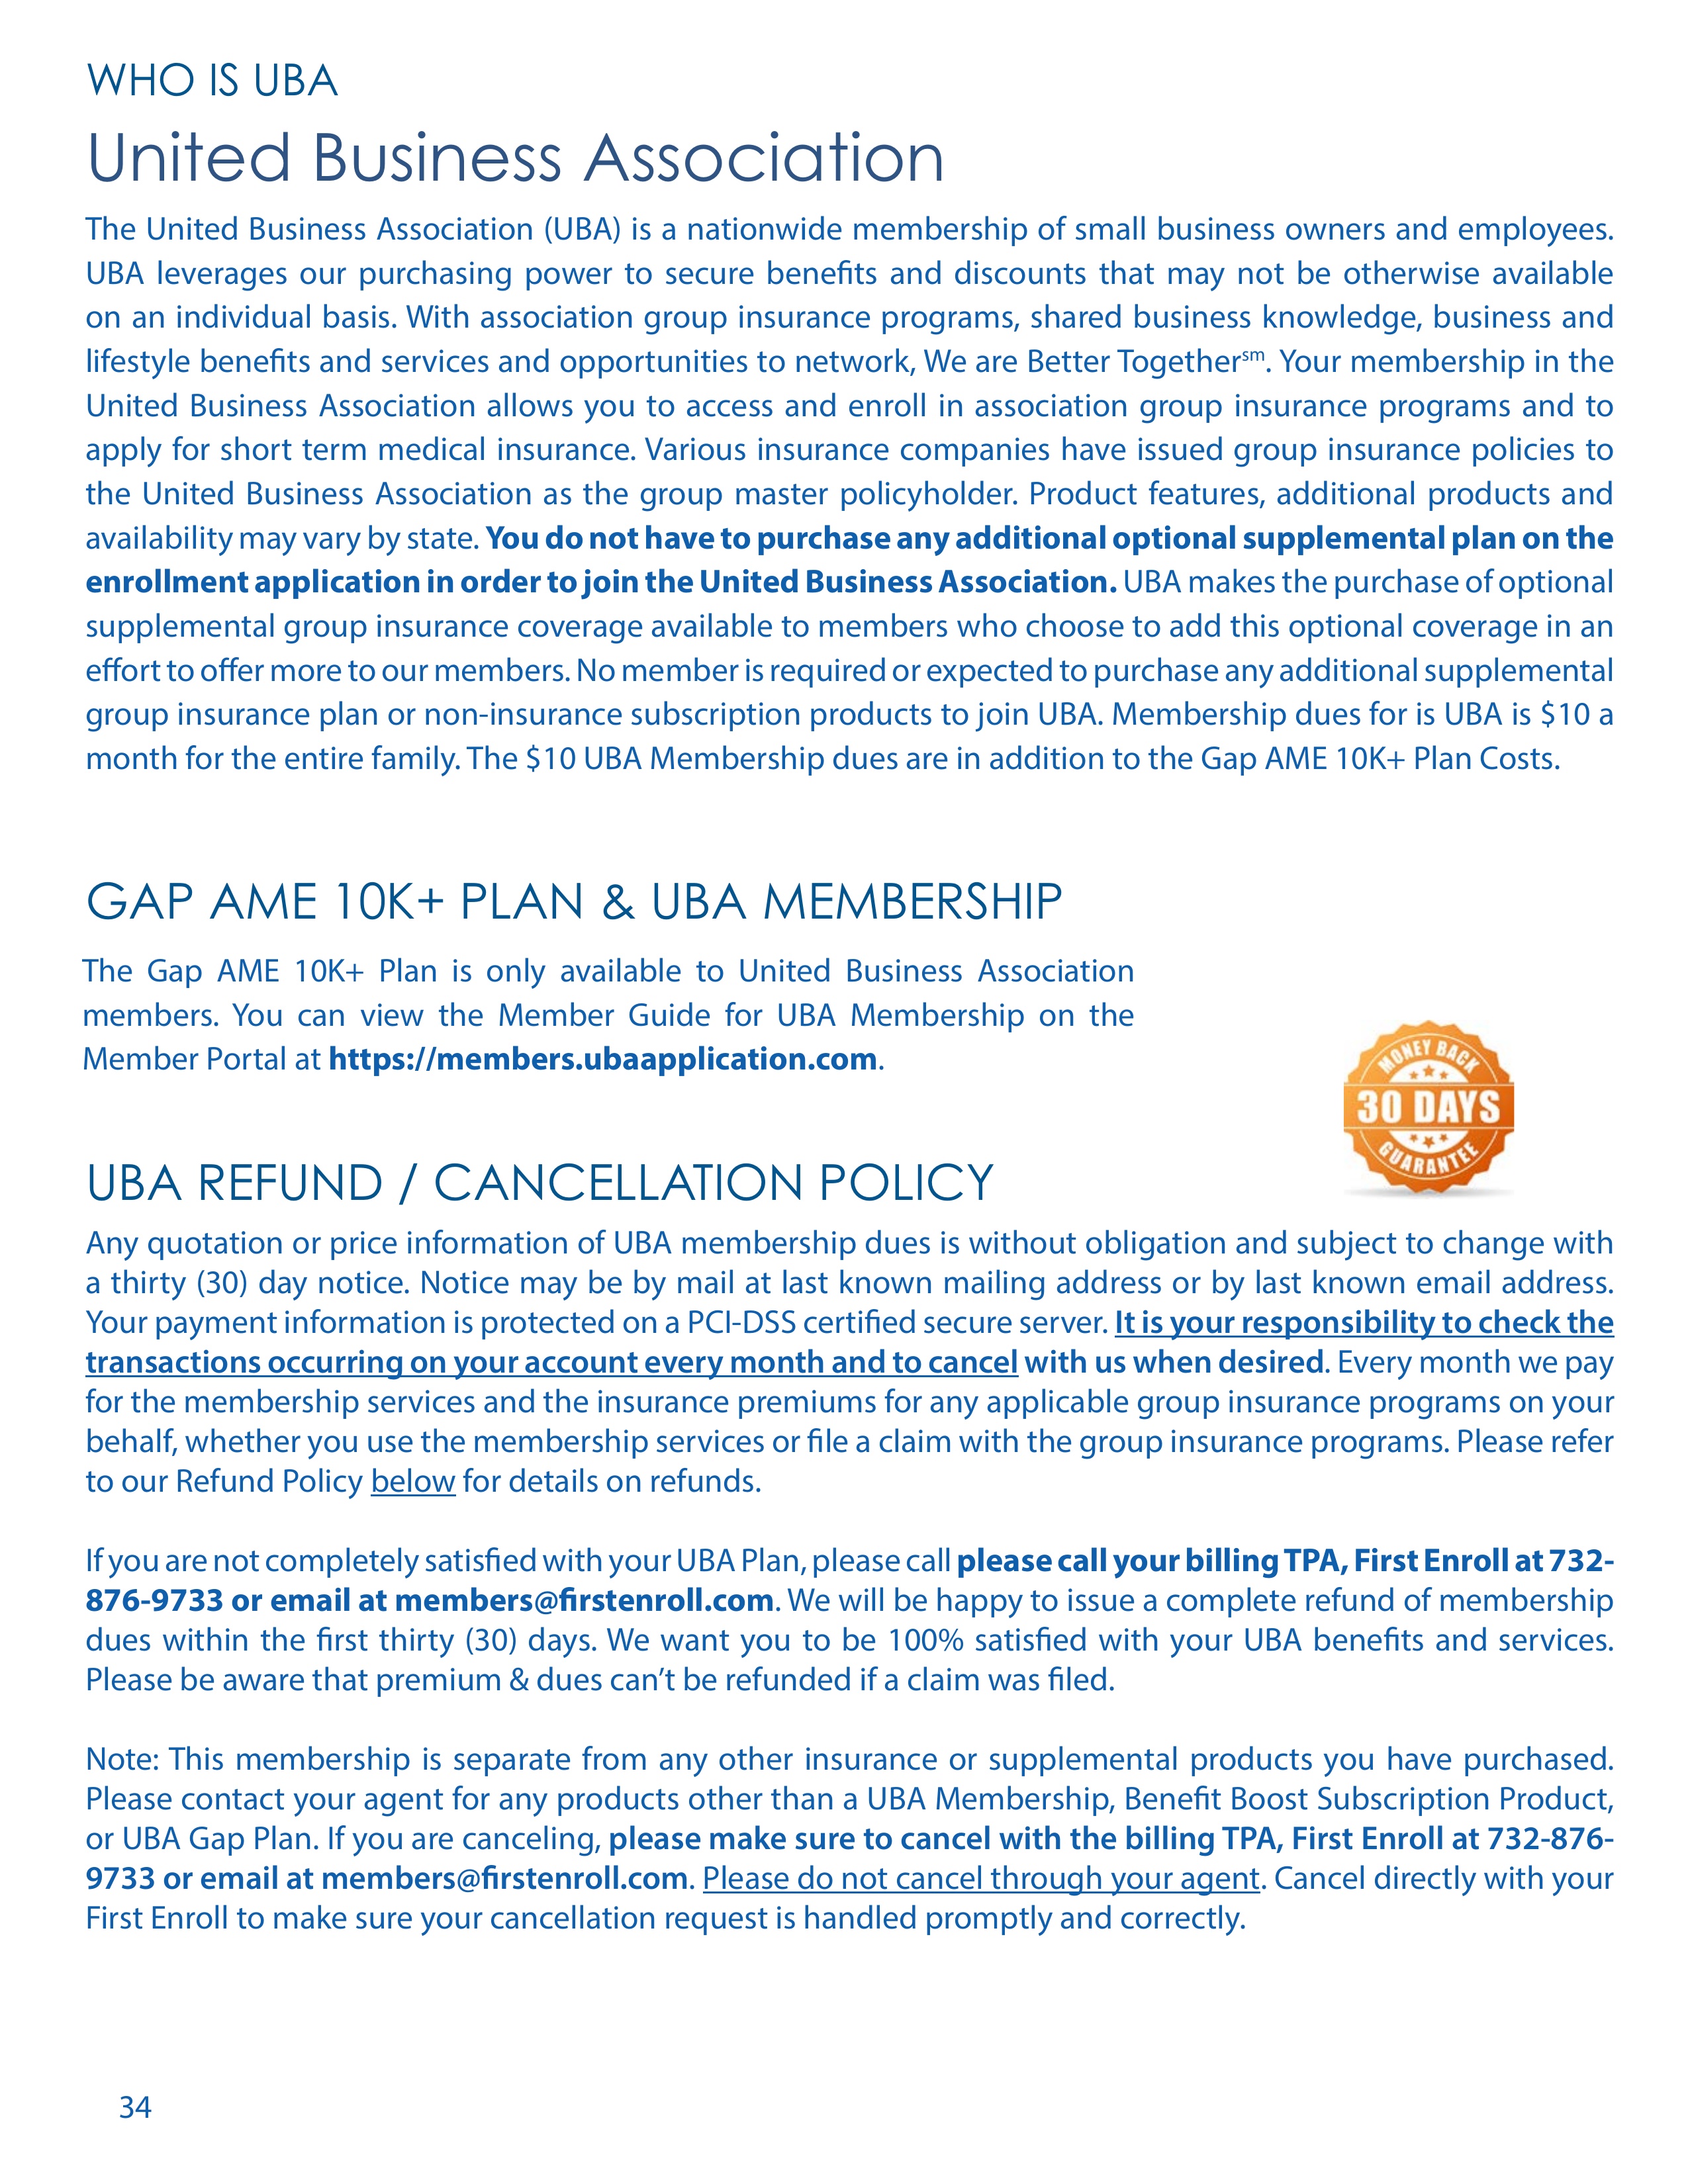 WHO IS UBA
United Business Association
The United Business Association (UBA) is a nationwide membership of small business owners and employees.
UBA leverages our purchasing power to secure benefits and discounts that may not be otherwise available
on an individual basis. With association group insurance programs, shared business knowledge, business and
lifestyle benefits and services and opportunities to network, We are Better Togethersm. Your membership in the
United Business Association allows you to access and enroll in association group insurance programs and to
apply for short term medical insurance. Various insurance companies have issued group insurance policies to
the United Business Association as the group master policyholder. Product features, additional products and
availability may vary by state. You do not have to purchase any additional optional supplemental plan on the
enrollment application in order to join the United Business Association. UBA makes the purchase of optional
supplemental group insurance coverage available to members who choose to add this optional coverage in an
effort to offer more to our members. No member is required or expected to purchase any additional supplemental
group insurance plan or non-insurance subscription products to join UBA. Membership dues for is UBA is $10 a
month for the entire family. The $10 UBA Membership dues are in addition to the Gap AME 10K+ Plan Costs.
GAP AME 10K+ PLAN & UBA MEMBERSHIP
The Gap AME 10K+ Plan is only available to United Business Association
members. You can view the Member Guide for UBA Membership on the
Member Portal at https://members.ubaapplication.com.
MONEY BACK
30 DAYS
GUARANTEE
UBA REFUND / CANCELLATION POLICY
Any quotation or price information of UBA membership dues is without obligation and subject to change with
a thirty (30) day notice. Notice may be by mail at last known mailing address or by last known email address.
Your payment information is protected on a PCI-DSS certified secure server. It is your responsibility to check the
transactions occurring on your account every month and to cancel with us when desired. Every month we pay
for the membership services and the insurance premiums for any applicable group insurance programs on your
behalf, whether you use the membership services or file a claim with the group insurance programs. Please refer
to our Refund Policy below for details on refunds.
If you are not completely satisfied with your UBA Plan, please call please call your billing TPA, First Enroll at 732-
876-9733 or email at members@firstenroll.com. We will be happy to issue a complete refund of membership
dues within the first thirty (30) days. We want you to be 100% satisfied with your UBA benefits and services.
Please be aware that premium & dues can’t be refunded if a claim was filed.
Note: This membership is separate from any other insurance or supplemental products you have purchased.
Please contact your agent for any products other than a UBA Membership, Benefit Boost Subscription Product,
or UBA Gap Plan. If you are canceling, please make sure to cancel with the billing TPA, First Enroll at 732-876-
9733 or email at members@firstenroll.com. Please do not cancel through your agent. Cancel directly with your
First Enroll to make sure your cancellation request is handled promptly and correctly.
34